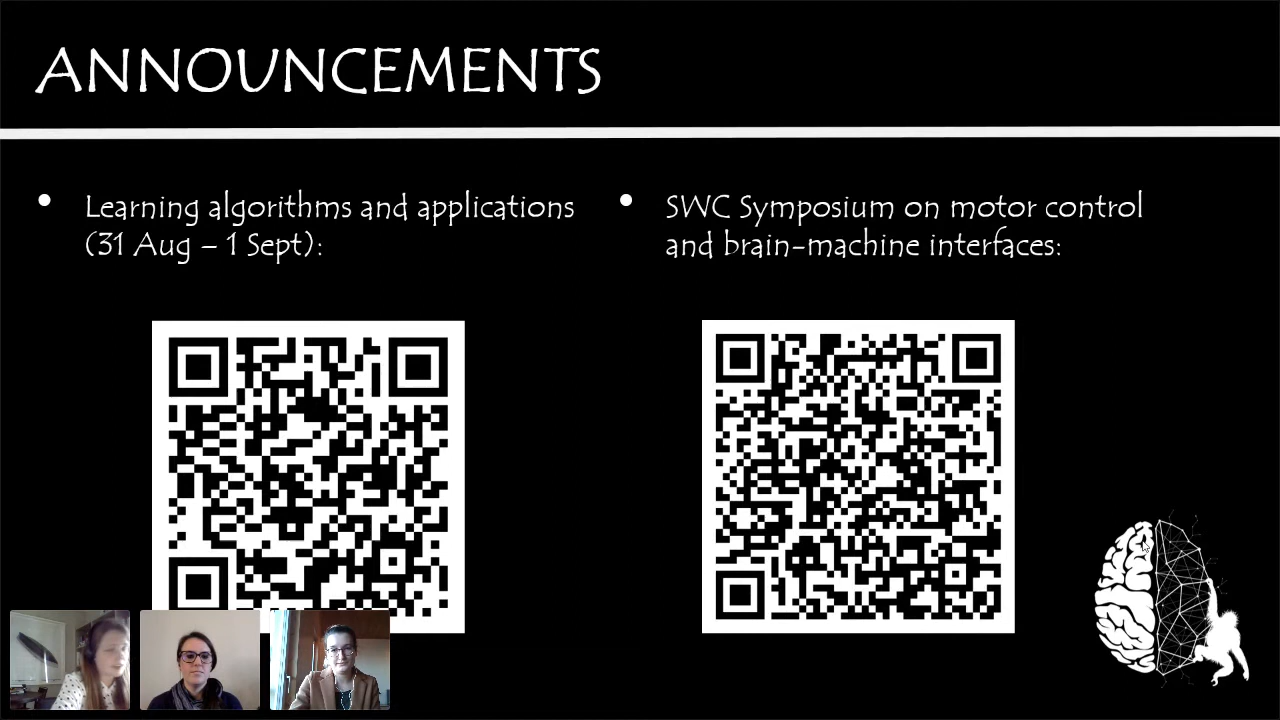 ANNOUNCEMENTS
Learning algorithms and applications
(31 Aug – 1 Sept):
SWC Symposium on motor control
and brain-machine interfaces: